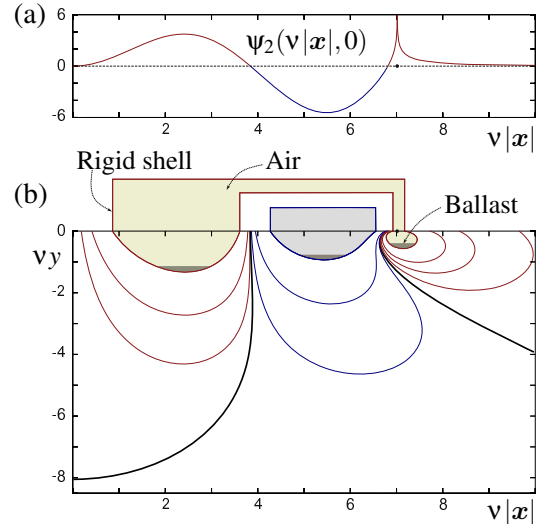 (a)
6
0
-6
ψ₂(ν|x|,0)
2 4 6 8
ν|x|
Rigid shell
Air
(b)
Ballast
νy
0
-2
-4
-6
-8
0 2 4 6 8
ν|x|